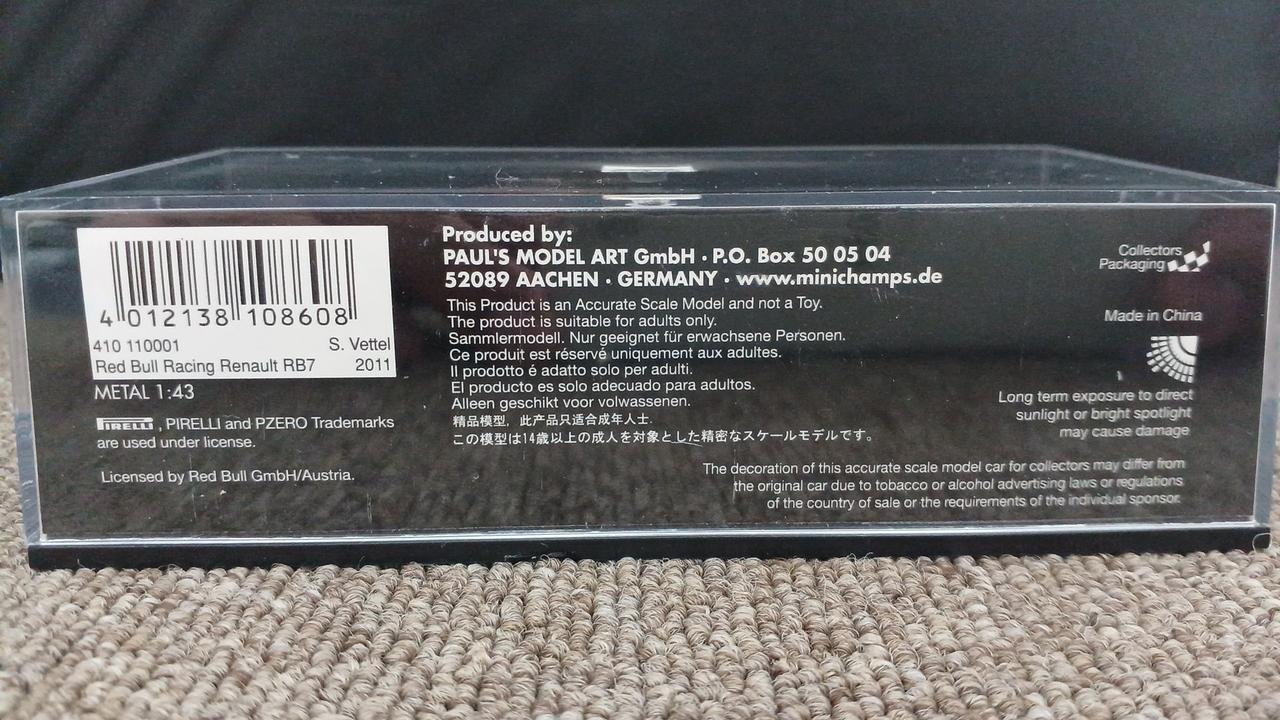 4 012138 108608
410 110001 S. Vettel
Red Bull Racing Renault RB7 2011
METAL 1:43
PIRELLI, PIRELLI and PZERO Trademarks
are used under license.
Licensed by Red Bull GmbH/Austria.
Produced by:
PAUL'S MODEL ART GmbH · P.O. Box 50 05 04
52089 AACHEN · GERMANY · www.minichamps.de
This Product is an Accurate Scale Model and not a Toy.
The product is suitable for adults only.
Sammlermodell. Nur geeignet für erwachsene Personen.
Ce produit est réservé uniquement aux adultes.
Il prodotto é adatto solo per adulti.
El producto es solo adecuado para adultos.
Alleen geschikt voor volwassenen.
精品模型，此产品只适合成年人士.
この模型は14歳以上の成人を対象とした精密なスケールモデルです。
Collectors
Packaging
Made in China
Long term exposure to direct
sunlight or bright spotlight
may cause damage
The decoration of this accurate scale model car for collectors may differ from
the original car due to tobacco or alcohol advertising laws or regulations
of the country of sale or the requirements of the individual sponsor.